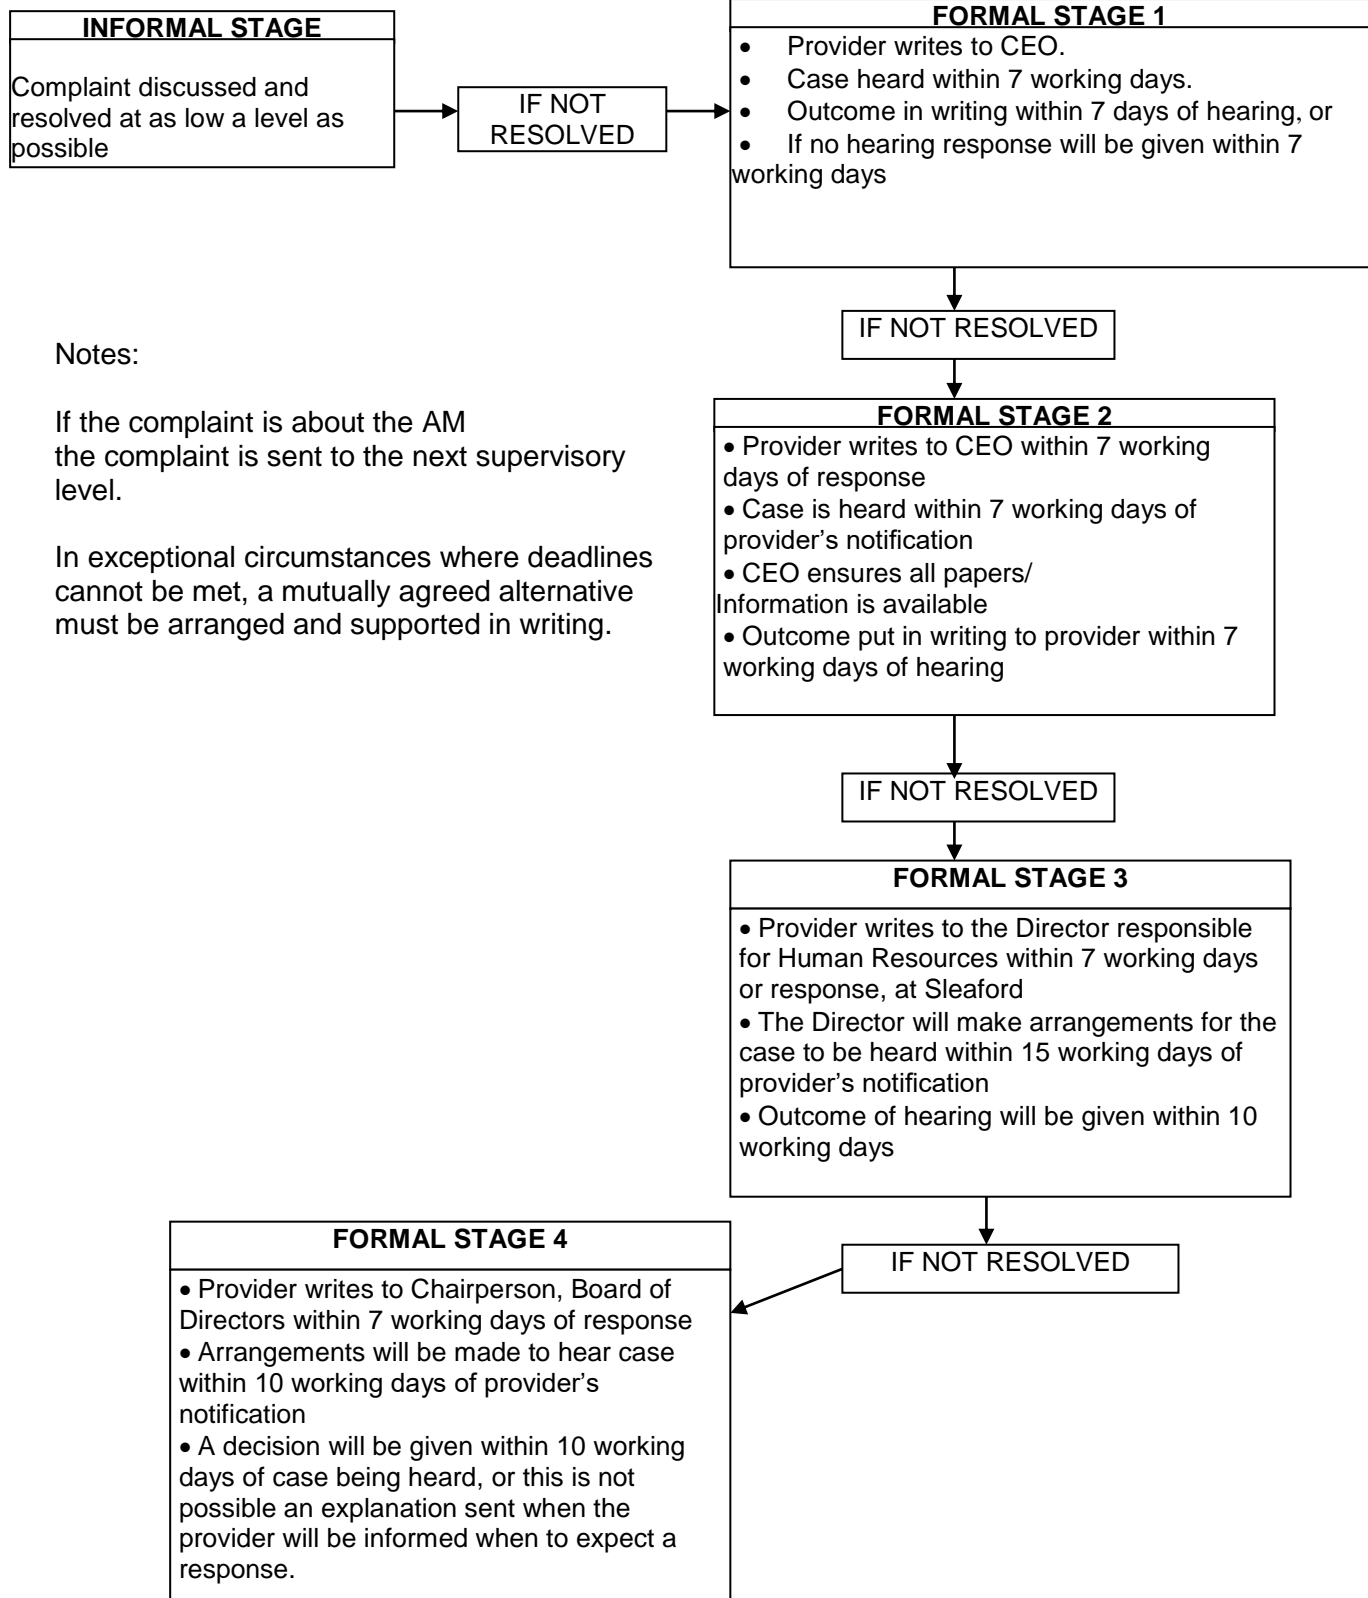 INFORMAL STAGE
Complaint discussed and
resolved at as low a level as
possible
IF NOT
RESOLVED
FORMAL STAGE 1
• Provider writes to CEO.
• Case heard within 7 working days.
• Outcome in writing within 7 days of hearing, or
• If no hearing response will be given within 7
working days
IF NOT RESOLVED
Notes:
If the complaint is about the AM
the complaint is sent to the next supervisory
level.
In exceptional circumstances where deadlines
cannot be met, a mutually agreed alternative
must be arranged and supported in writing.
FORMAL STAGE 2
• Provider writes to CEO within 7 working
days of response
• Case is heard within 7 working days of
provider's notification
• CEO ensures all papers/
Information is available
• Outcome put in writing to provider within 7
working days of hearing
IF NOT RESOLVED
FORMAL STAGE 3
• Provider writes to the Director responsible
for Human Resources within 7 working days
or response, at Sleaford
• The Director will make arrangements for the
case to be heard within 15 working days of
provider's notification
• Outcome of hearing will be given within 10
working days
IF NOT RESOLVED
FORMAL STAGE 4
• Provider writes to Chairperson, Board of
Directors within 7 working days of response
• Arrangements will be made to hear case
within 10 working days of provider's
notification
• A decision will be given within 10 working
days of case being heard, or this is not
possible an explanation sent when the
provider will be informed when to expect a
response.